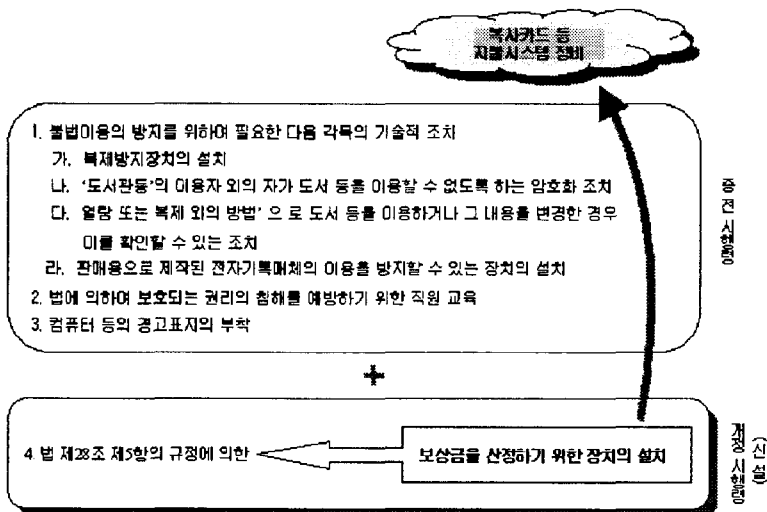 복사카드 등
지불시스템 정비
1. 불법이용의 방지를 위하여 필요한 다음 각목의 기술적 조치
가. 복제방지장치의 설치
나. '도서관등'의 이용자 외의 자가 도서 등을 이용할 수 없도록 하는 암호화 조치
다. 열람 또는 복제 외의 방법' 으 로 도서 등를 이용하거나 그 내용을 변경한 경우
이를 확인할 수 있는 조치
라. 판매용으로 제작된 전자기록매체의 이용을 방지할 수 있는 장치의 설치
2. 법에 의하여 보호되는 권리의 침해를 예방하기 위한 직원 교육
3. 컴퓨터 등의 경고표지의 부착
종전 시행령
+
4. 법 제28조 제5항의 규정에 의한
보상금을 산정하기 위한 장치의 설치
개정 시행령
(신설)